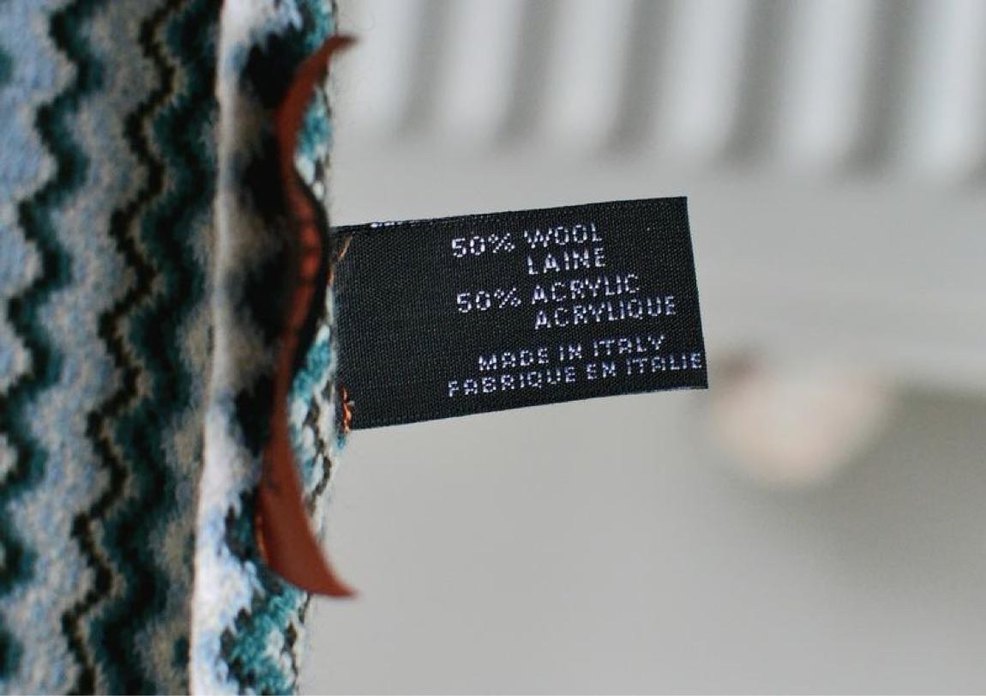 50% WOOL
LAINE
50% ACRYLIC
ACRYLIQUE
MADE IN ITALY
FABRIQUE EN ITALIE